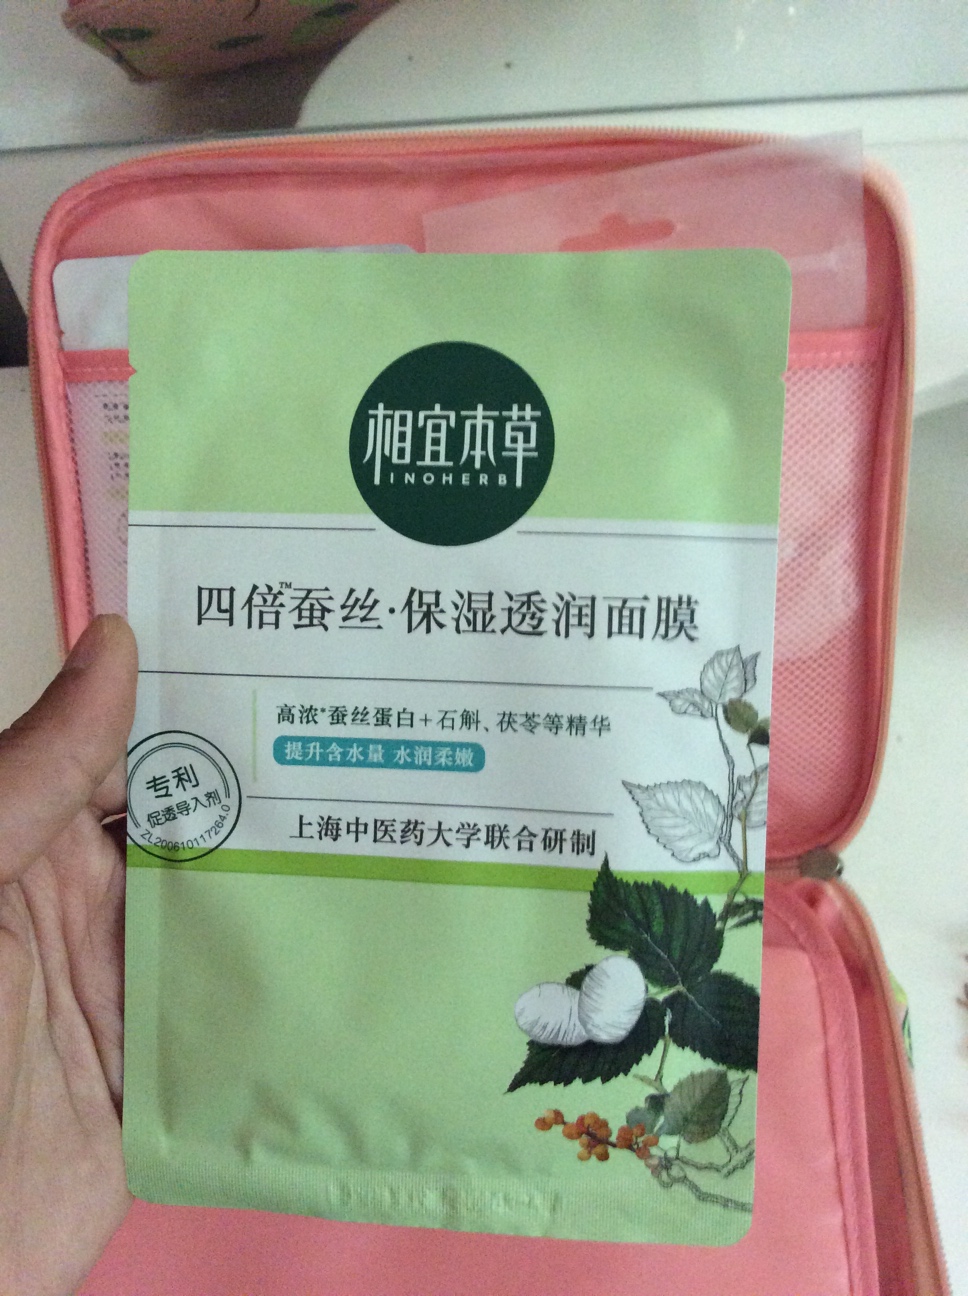 相宜本草
INOHERB
四倍™蚕丝·保湿透润面膜
高浓*蚕丝蛋白+石斛、茯苓等精华
提升含水量 水润柔嫩
专利
促透导入剂
ZL200610117264.0
上海中医药大学联合研制